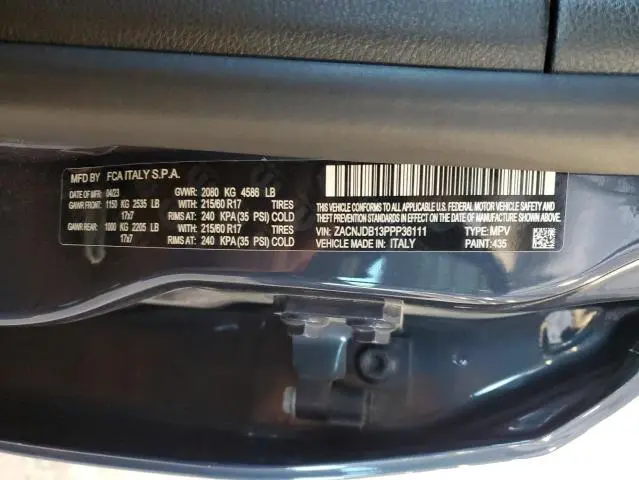 MFD BY FCA ITALY S.P.A.
DATE OF MFR: 04/23 GVWR: 2080 KG 4586 LB
GAWR FRONT: 1150 KG 2535 LB WITH: 215/60 R17 TIRES
17x7 RIMS AT: 240 KPA (35 PSI) COLD
GAWR REAR: 1000 KG 2205 LB WITH: 215/60 R17 TIRES
17x7 RIMS AT: 240 KPA (35 PSI) COLD
THIS VEHICLE CONFORMS TO ALL APPLICABLE U.S. FEDERAL MOTOR VEHICLE SAFETY AND
THEFT PREVENTION STANDARDS IN EFFECT ON THE DATE OF MANUFACTURE SHOWN ABOVE.
VIN: ZACNJDB13PPP36111 TYPE: MPV
VEHICLE MADE IN: ITALY PAINT: 435